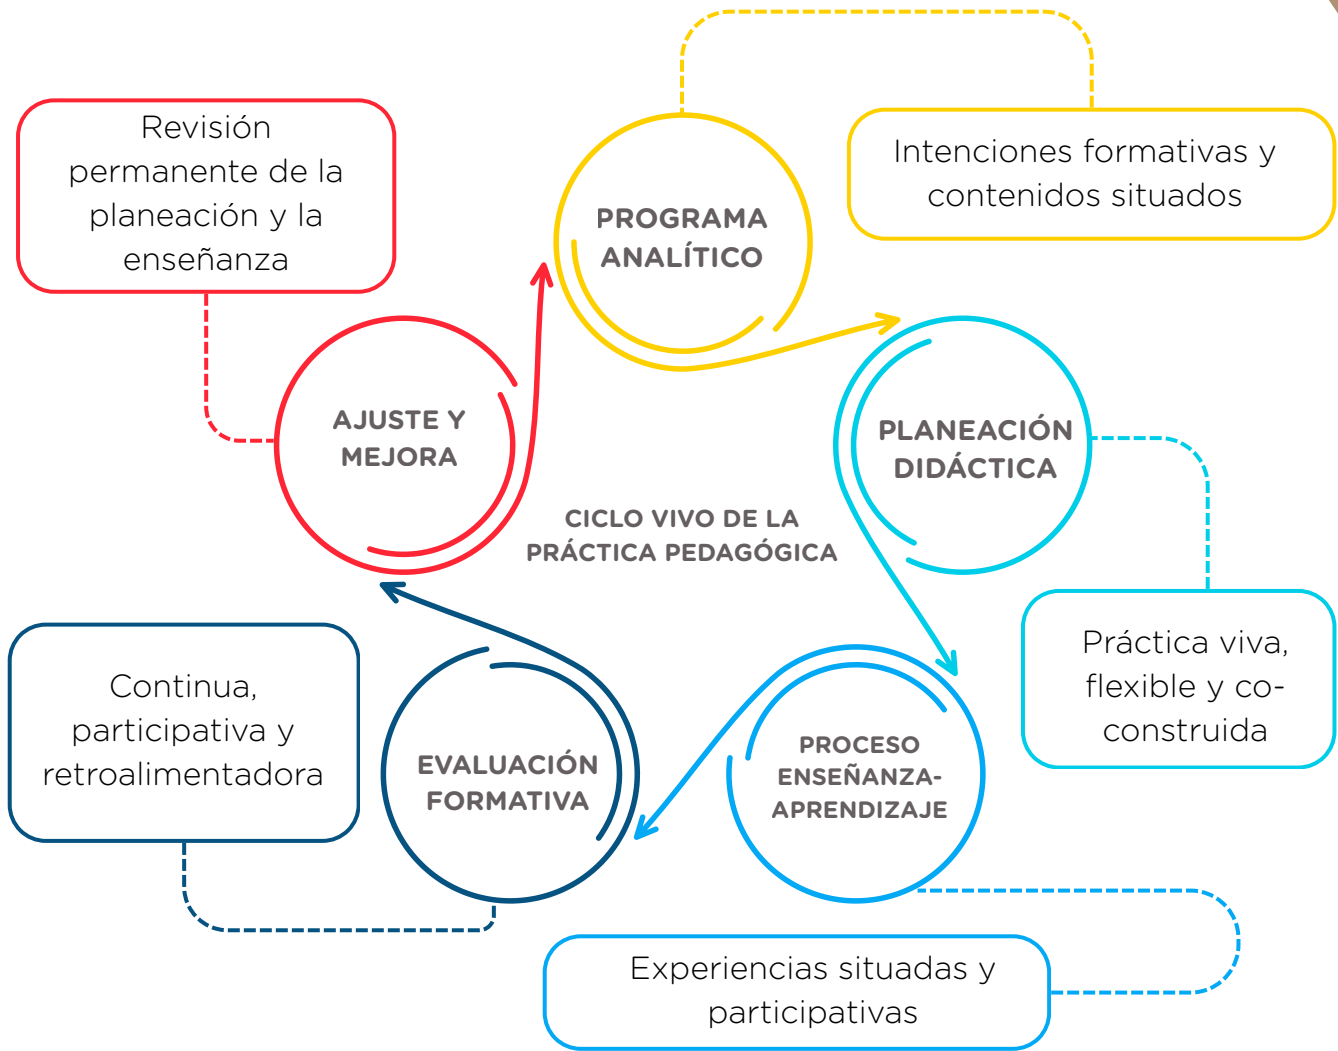 Revisión
permanente de la
planeación y la
enseñanza
PROGRAMA
ANALÍTICO
Intenciones formativas y
contenidos situados
AJUSTE Y
MEJORA
PLANEACIÓN
DIDÁCTICA
CICLO VIVO DE LA
PRÁCTICA PEDAGÓGICA
Práctica viva,
flexible y co-
construida
Continua,
participativa y
retroalimentadora
EVALUACIÓN
FORMATIVA
PROCESO
ENSEÑANZA-
APRENDIZAJE
Experiencias situadas y
participativas